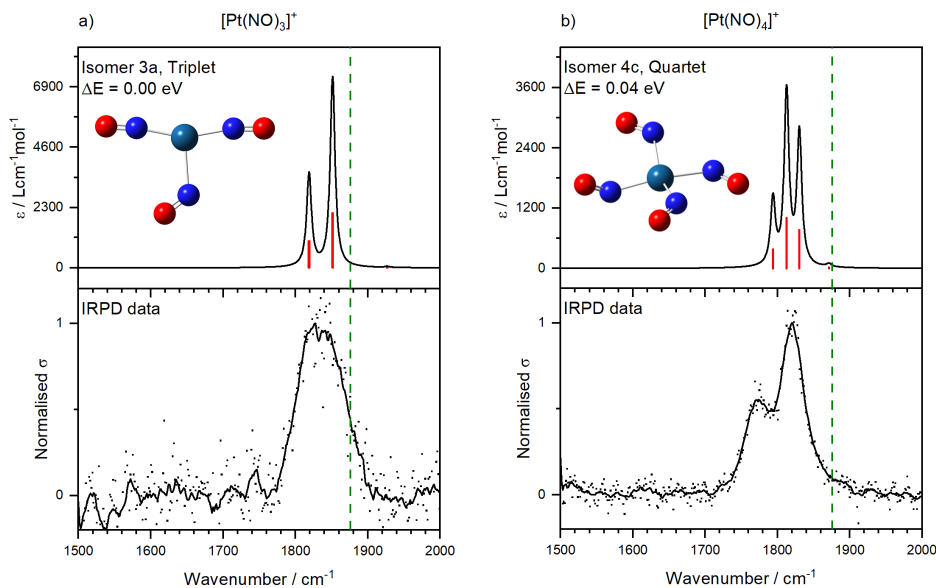 a) [Pt(NO)₃]⁺
Isomer 3a, Triplet
ΔE = 0.00 eV
ε / Lcm⁻¹mol⁻¹
6900
4600
2300
0
IRPD data
Normalised σ
1
0
1500 1600 1700 1800 1900 2000
Wavenumber / cm⁻¹
b) [Pt(NO)₄]⁺
Isomer 4c, Quartet
ΔE = 0.04 eV
ε / Lcm⁻¹mol⁻¹
3600
2400
1200
0
IRPD data
Normalised σ
1
0
1500 1600 1700 1800 1900 2000
Wavenumber / cm⁻¹